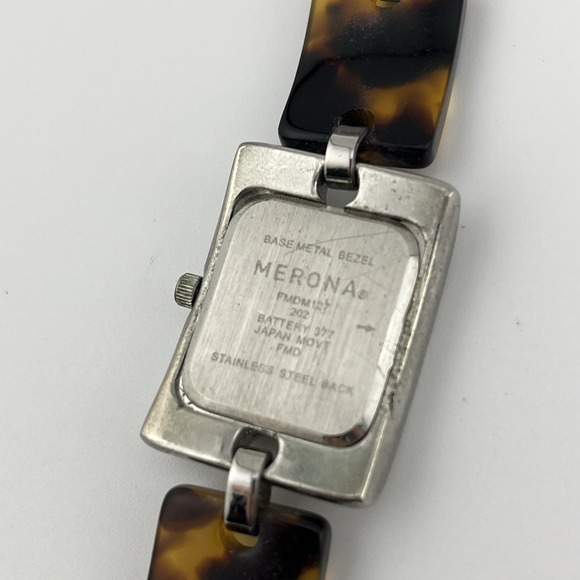 BASE METAL BEZEL
MERONA®
FMDM127
202
BATTERY 377
JAPAN MOVT
FMD
STAINLESS STEEL BACK